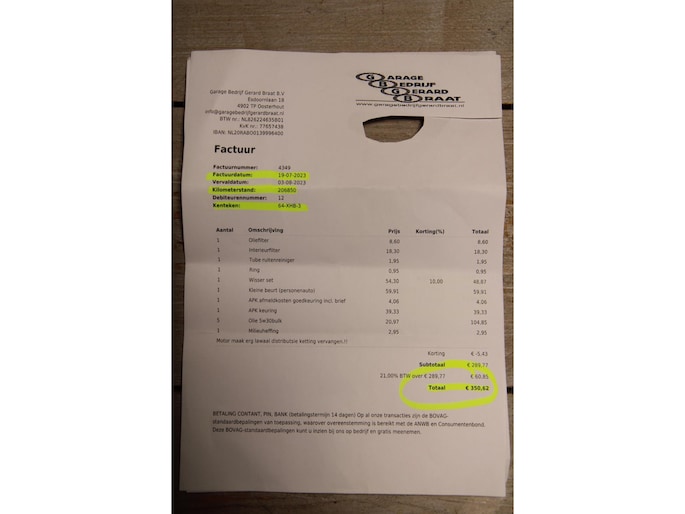 Garage Bedrijf Gerard Braat B.V
Esdoornlaan 18
4902 TP Oosterhout
info@garagebedrijfgerardbraat.nl
BTW nr.: NL826224635B01
KvK nr.: 77657438
IBAN: NL20RABO0139996400
GARAGE
BEDRIJF
GERARD
BRAAT
www.garagebedrijfgerardbraat.nl
Factuur
Factuurnummer: 4349
Factuurdatum: 19-07-2023
Vervaldatum: 03-08-2023
Kilometerstand: 206850
Debiteurennummer: 12
Kenteken: 64-XHB-3
Aantal Omschrijving Prijs Korting(%) Totaal
1 Oliefilter 8,60 8,60
1 Interieurfilter 18,30 18,30
1 Tube ruitenreiniger 1,95 1,95
1 Ring 0,95 0,95
1 Wisser set 54,30 10,00 48,87
1 Kleine beurt (personenauto) 59,91 59,91
1 APK afmeldkosten goedkeuring incl. brief 4,06 4,06
1 APK keuring 39,33 39,33
5 Olie 5w30bulk 20,97 104,85
1 Milieuheffing 2,95 2,95
Motor maak erg lawaai distributsie ketting vervangen.!!
Korting € -5,43
Subtotaal € 289,77
21,00% BTW over € 289,77 € 60,85
Totaal € 350,62
BETALING CONTANT, PIN, BANK (betalingstermijn 14 dagen) Op al onze transacties zijn de BOVAG-
standaardbepalingen van toepassing, waarover overeenstemming is bereikt met de ANWB en Consumentenbond.
Deze BOVAG standaardbepalingen kunt u inzien bij ons op bedrijf en gratis meenemen.